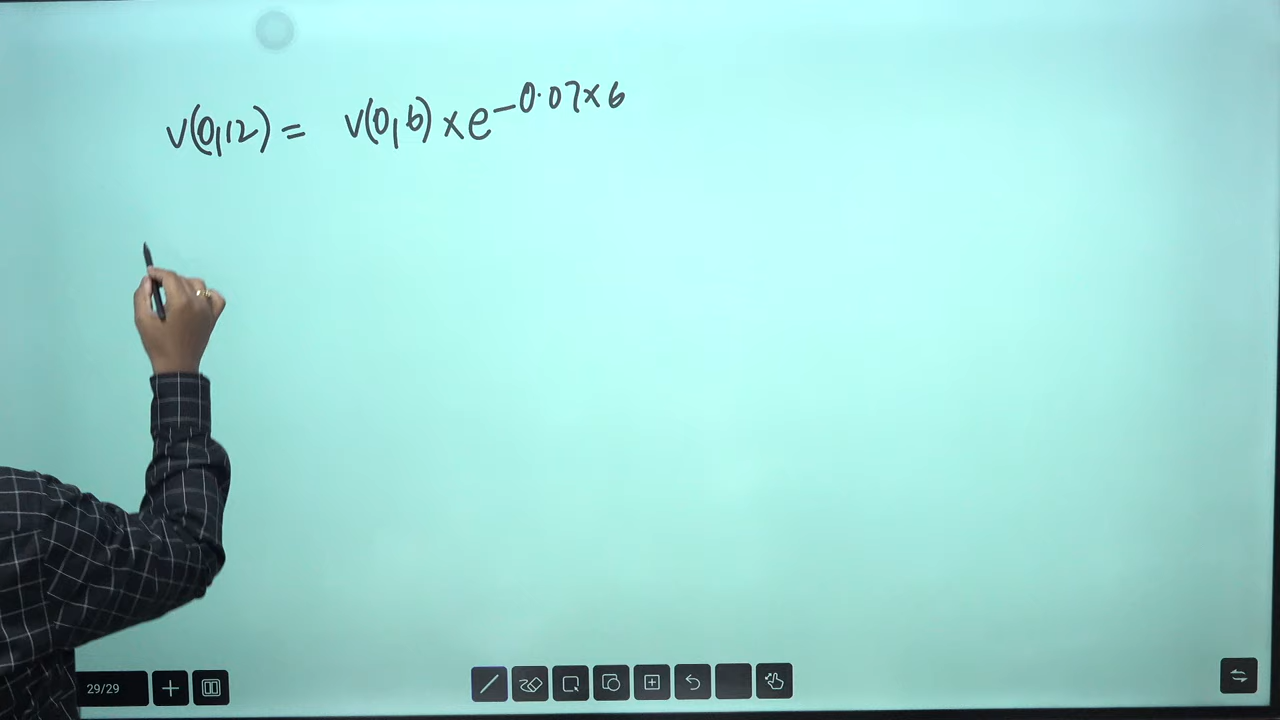 v(0,12) = v(0,6) × e^{-0.07×6}
29/29